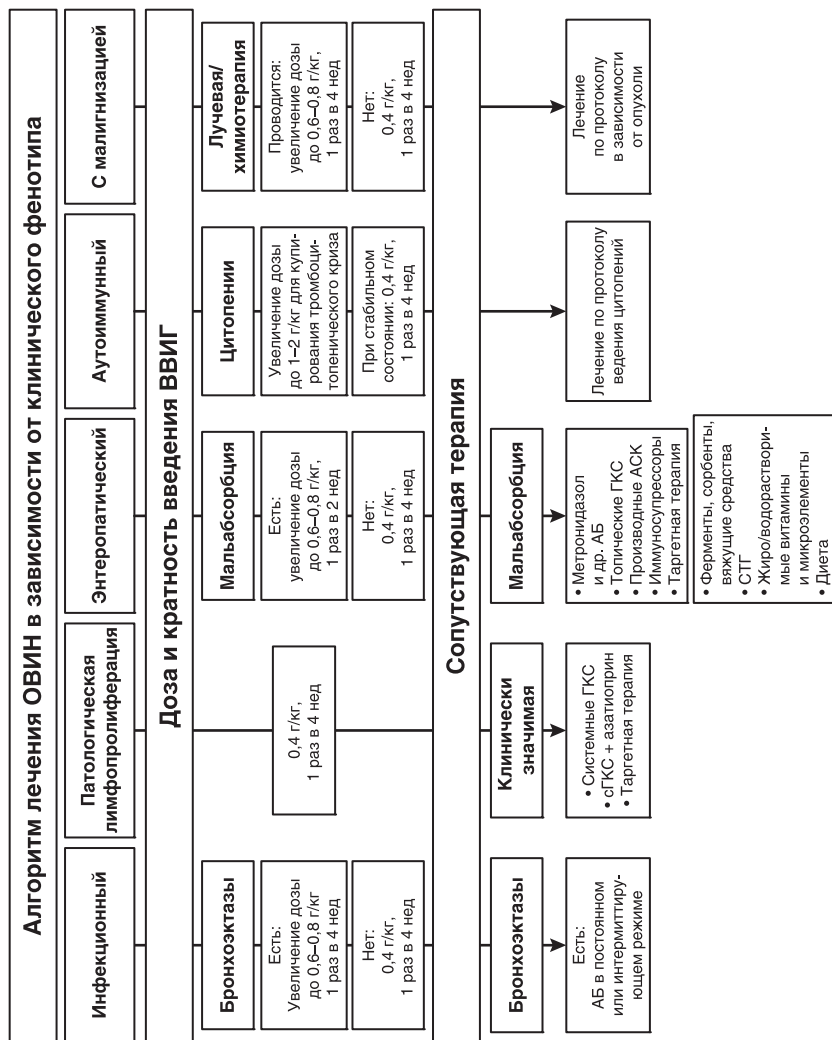 Алгоритм лечения ОВИН в зависимости от клинического фенотипа
Инфекционный
Патологическая
лимфопролиферация
Энтеропатический
Аутоиммунный
С малигнизацией
Доза и кратность введения ВВИГ
Бронхоэктазы
Есть:
Увеличение дозы
до 0,6–0,8 г/кг
1 раз в 4 нед
Нет:
0,4 г/кг,
1 раз в 4 нед
0,4 г/кг,
1 раз в 4 нед
Мальабсорбция
Есть:
увеличение дозы
до 0,6–0,8 г/кг,
1 раз в 2 нед
Нет:
0,4 г/кг,
1 раз в 4 нед
Цитопении
Увеличение дозы
до 1–2 г/кг для купи-
рования тромбоци-
топенического криза
При стабильном
состоянии: 0,4 г/кг,
1 раз в 4 нед
Лучевая/
химиотерапия
Проводится:
увеличение дозы
до 0,6–0,8 г/кг,
1 раз в 4 нед
Нет:
0,4 г/кг,
1 раз в 4 нед
Сопутствующая терапия
Бронхоэктазы
Есть:
АБ в постоянном
или интермиттиру-
ющем режиме
Клинически
значимая
• Системные ГКС
• сГКС + азатиоприн
• Таргетная терапия
Мальабсорбция
• Метронидазол
и др. АБ
• Топические ГКС
• Производные АСК
• Иммуносупрессоры
• Таргетная терапия
• Ферменты, сорбенты,
вяжущие средства
• СТГ
• Жиро/водораствори-
мые витамины
и микроэлементы
• Диета
Лечение по протоколу
ведения цитопений
Лечение
по протоколу
в зависимости
от опухоли